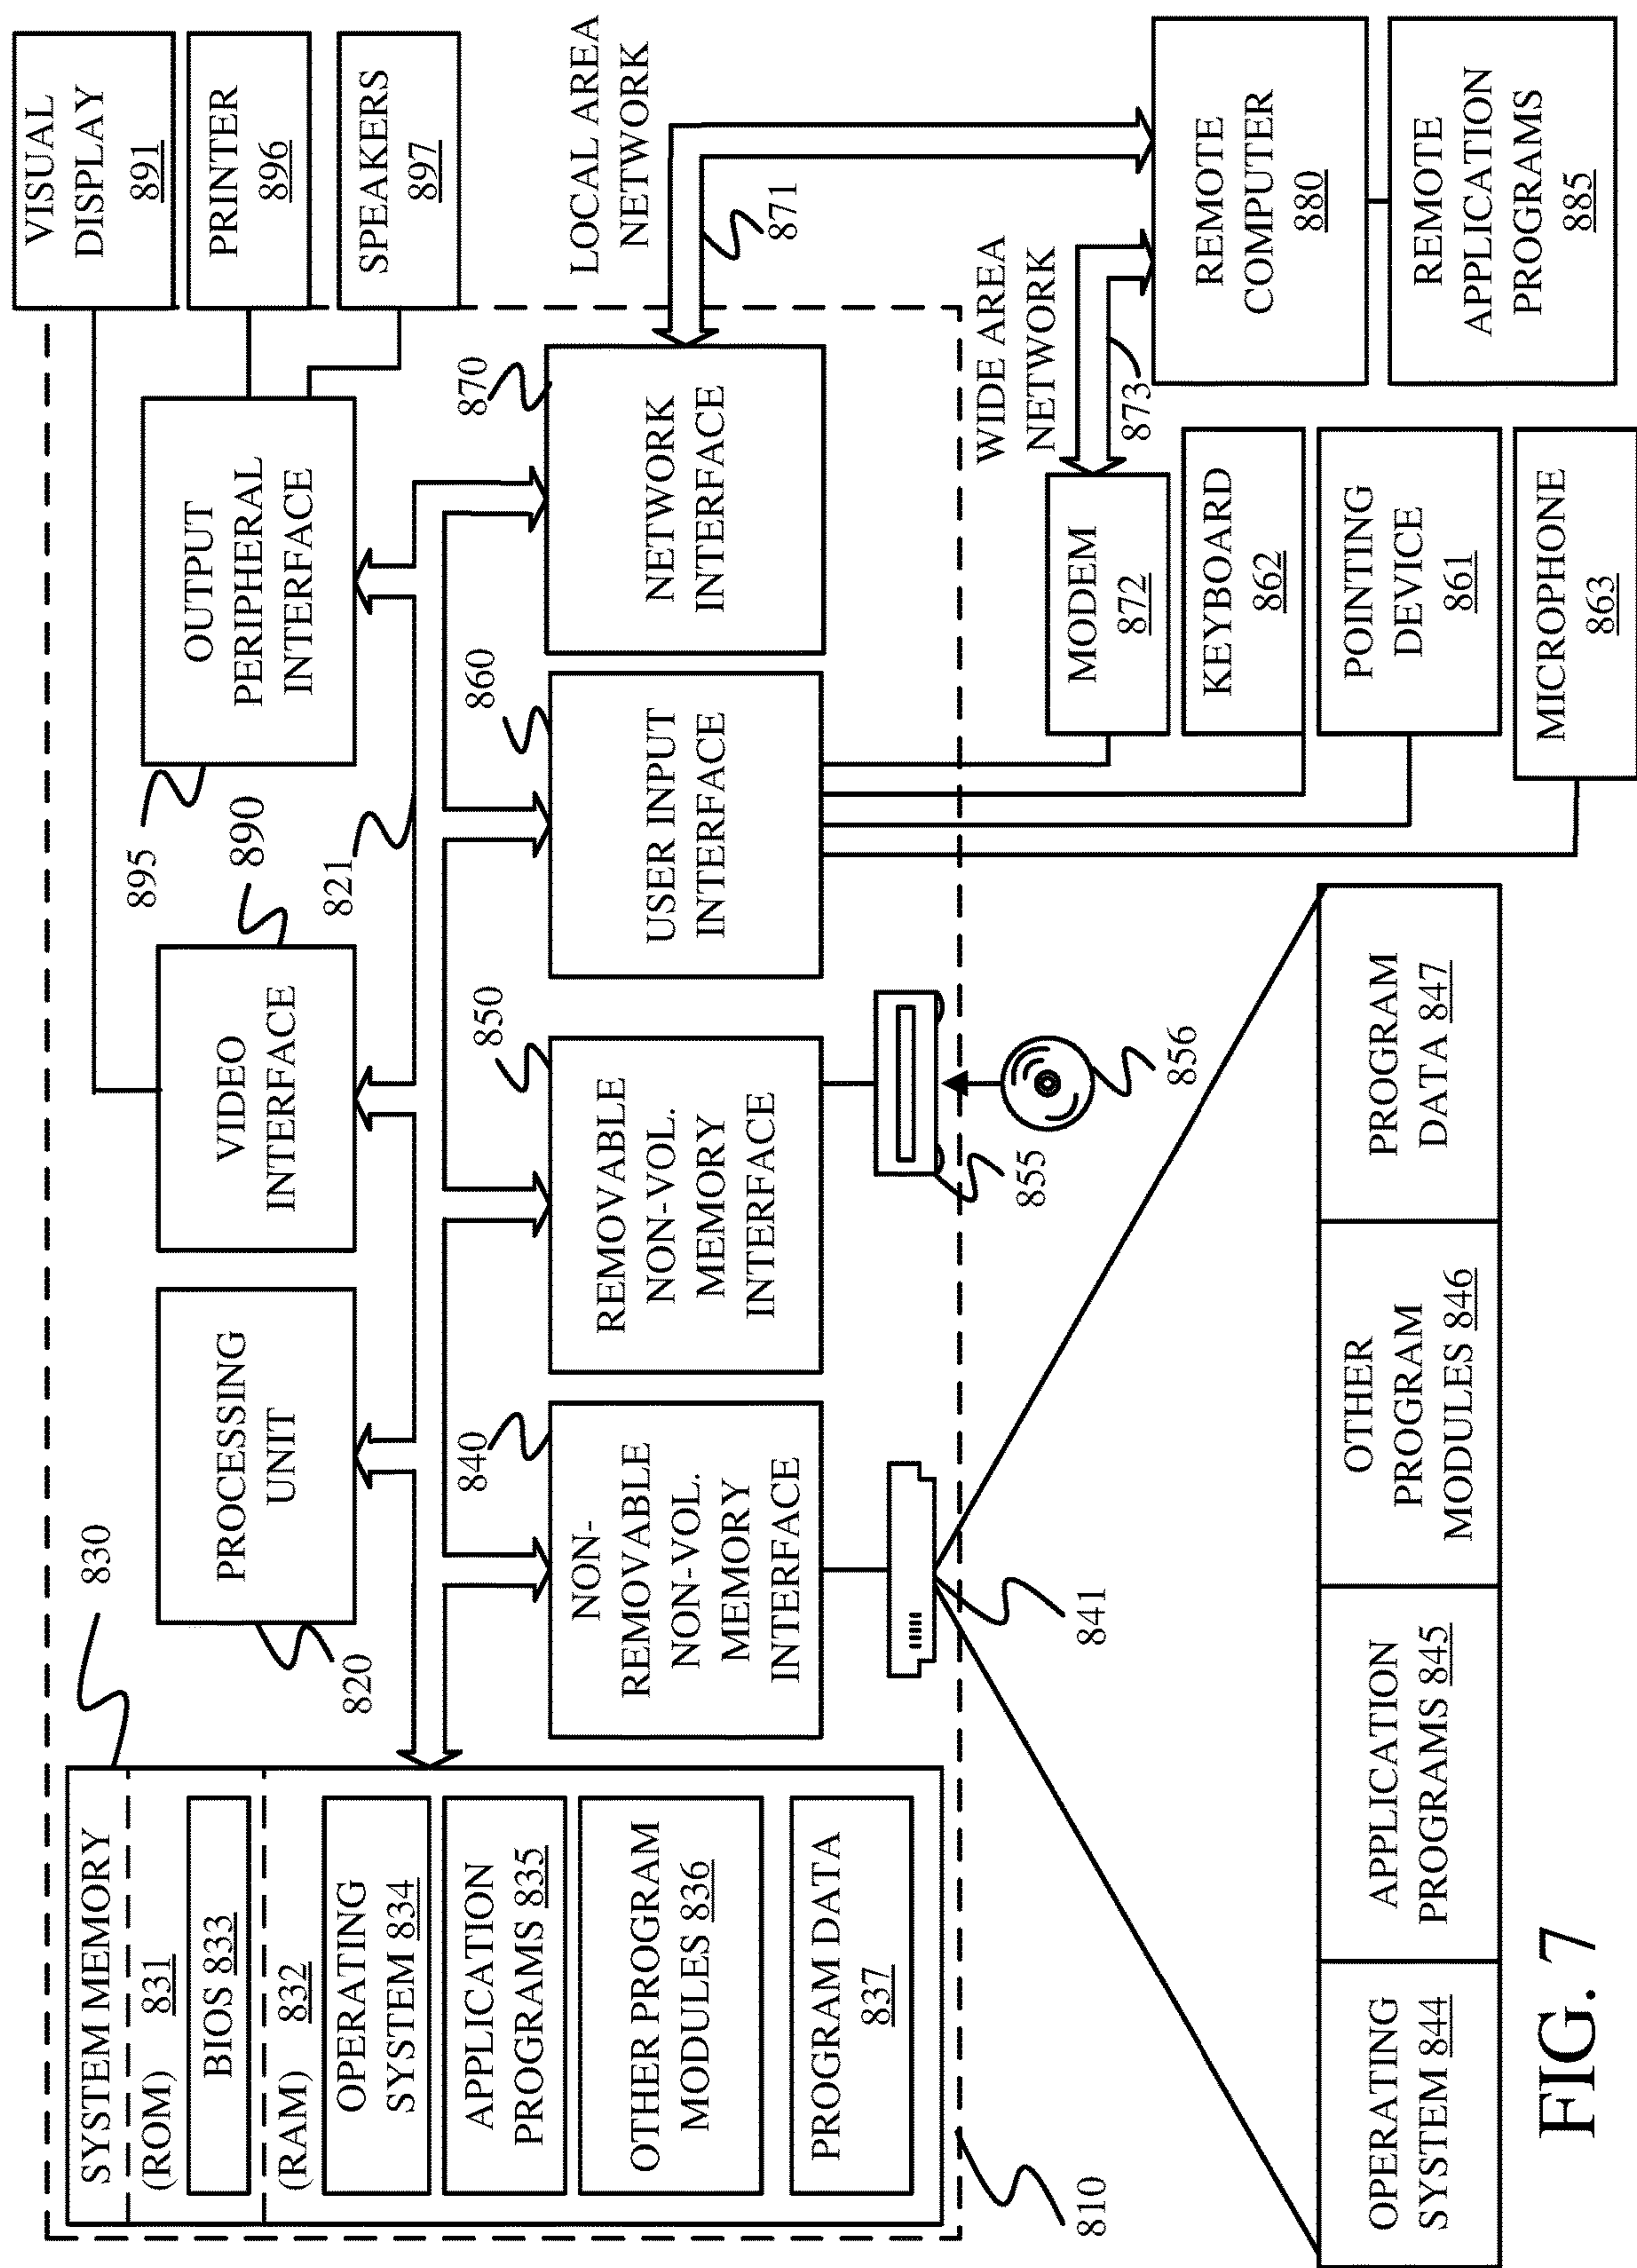 830
SYSTEM MEMORY
(ROM) 831
BIOS 833
(RAM) 832
OPERATING
SYSTEM 834
APPLICATION
PROGRAMS 835
OTHER PROGRAM
MODULES 836
PROGRAM DATA
837
810
PROCESSING
UNIT
820
VIDEO
INTERFACE
890
821
OUTPUT
PERIPHERAL
INTERFACE
895
VISUAL
DISPLAY
891
PRINTER
896
SPEAKERS
897
840
NON-
REMOVABLE
NON-VOL.
MEMORY
INTERFACE
850
REMOVABLE
NON-VOL.
MEMORY
INTERFACE
860
USER INPUT
INTERFACE
870
NETWORK
INTERFACE
LOCAL AREA
NETWORK
871
841
855
856
WIDE AREA
NETWORK
873
MODEM
872
KEYBOARD
862
POINTING
DEVICE
861
MICROPHONE
863
REMOTE
COMPUTER
880
REMOTE
APPLICATION
PROGRAMS
885
OPERATING
SYSTEM 844
APPLICATION
PROGRAMS 845
OTHER
PROGRAM
MODULES 846
PROGRAM
DATA 847
FIG. 7